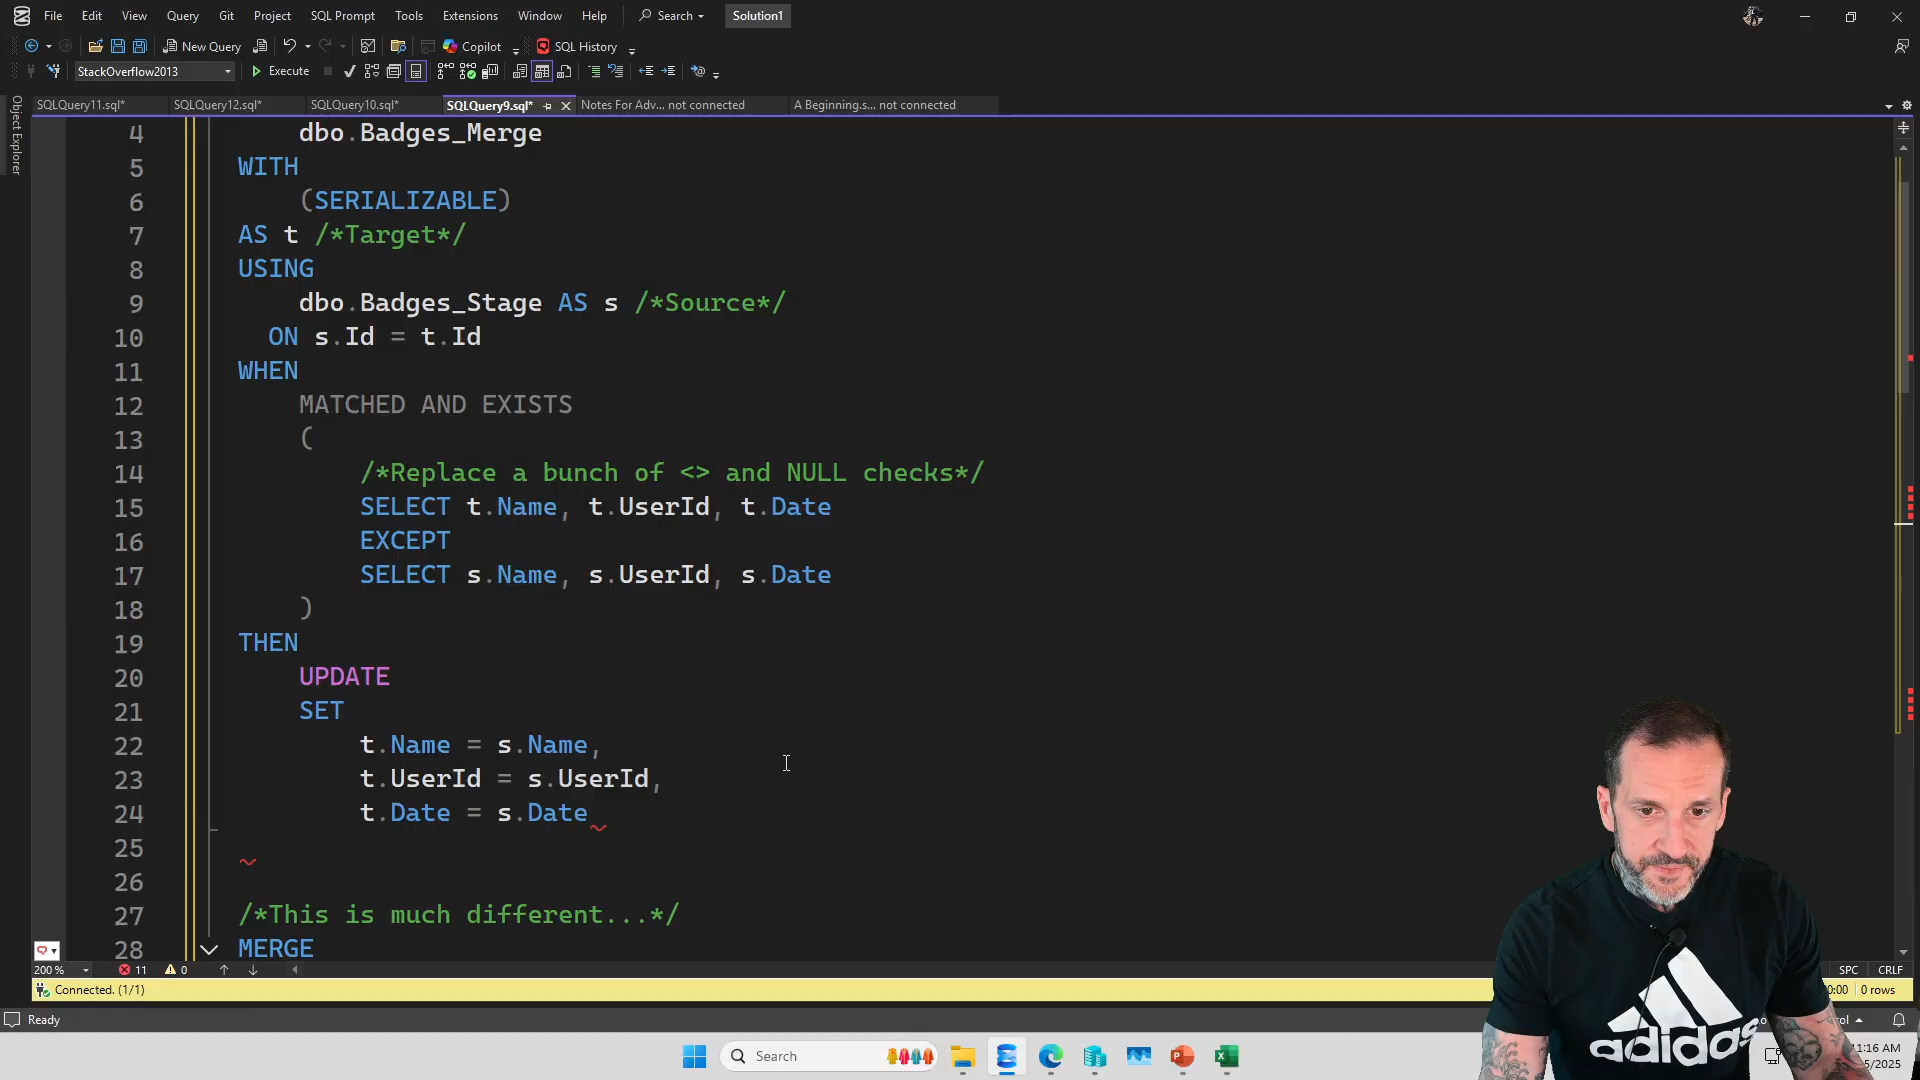 File Edit View Query Git Project SQL Prompt Tools Extensions Window Help Search Solution1
New Query Copilot SQL History
StackOverflow2013 Execute
SQLQuery11.sql* SQLQuery12.sql* SQLQuery10.sql* SQLQuery9.sql* Notes For Adv... not connected A Beginning.s... not connected
Object Explorer
4 dbo.Badges_Merge
5 WITH
6 (SERIALIZABLE)
7 AS t /*Target*/
8 USING
9 dbo.Badges_Stage AS s /*Source*/
10 ON s.Id = t.Id
11 WHEN
12 MATCHED AND EXISTS
13 (
14 /*Replace a bunch of <> and NULL checks*/
15 SELECT t.Name, t.UserId, t.Date
16 EXCEPT
17 SELECT s.Name, s.UserId, s.Date
18 )
19 THEN
20 UPDATE
21 SET
22 t.Name = s.Name,
23 t.UserId = s.UserId,
24 t.Date = s.Date
25
26
27 /*This is much different...*/
28 MERGE
200 % 11 0 SPC CRLF
Connected. (1/1) 0 rows
Ready
Search
adidas